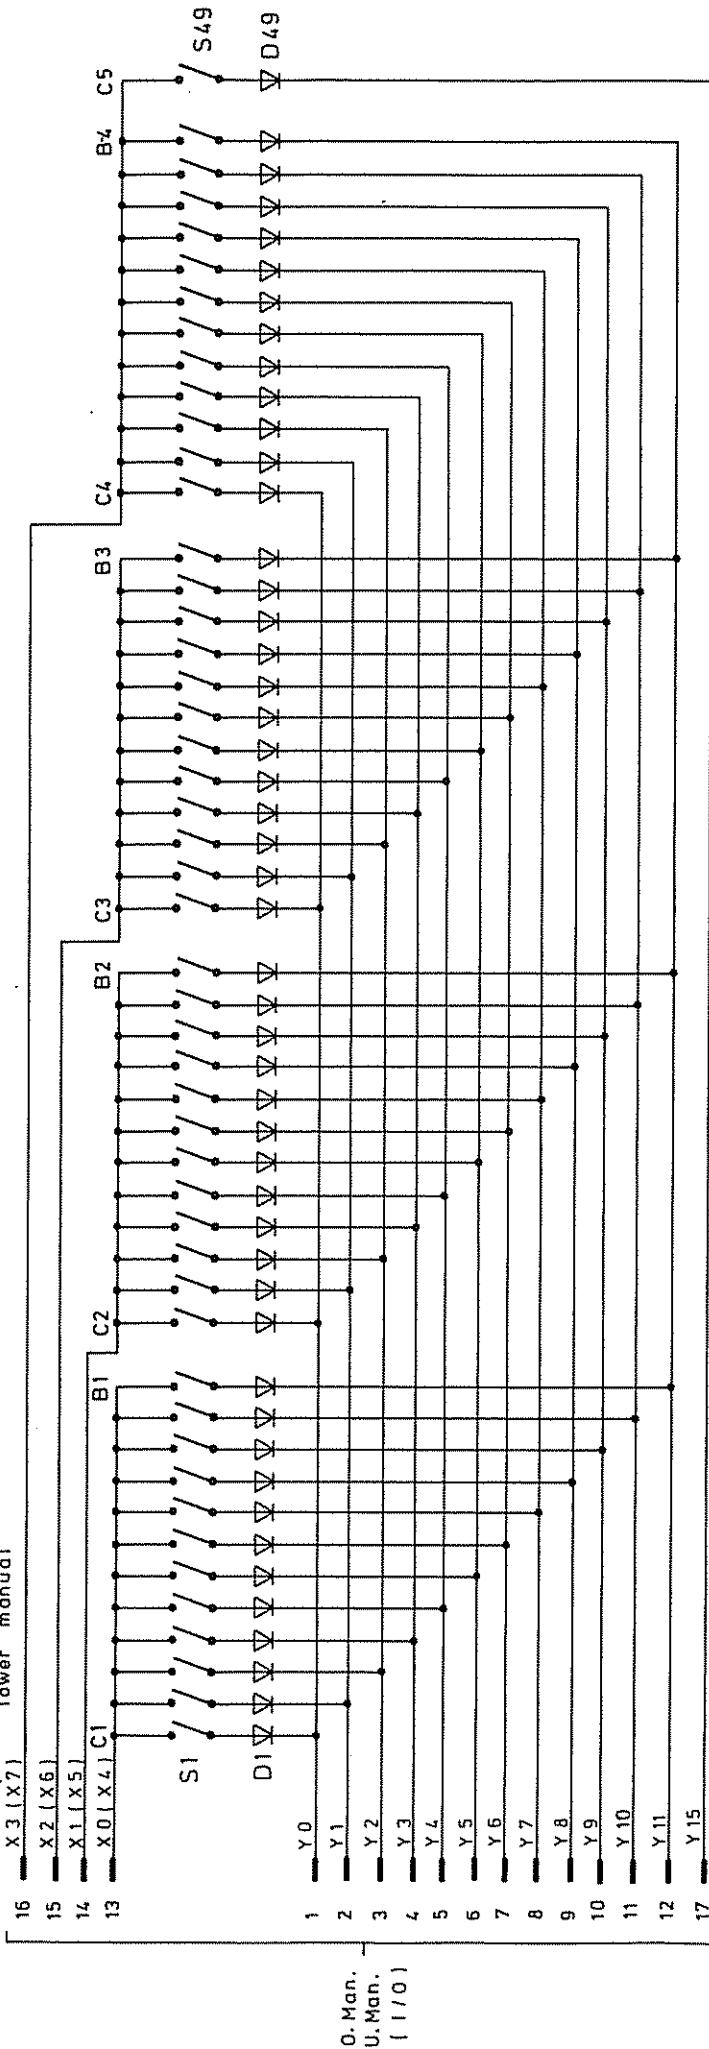 lower manual
16 X 3 ( X 7 )
15 X 2 ( X 6 )
14 X 1 ( X 5 )
13 X 0 ( X 4 )
C1 B1 C2 B2 C3 B3 C4 B4 C5
S1 S49
D1 D49
1 Y 0
2 Y 1
3 Y 2
4 Y 3
5 Y 4
6 Y 5
7 Y 6
8 Y 7
9 Y 8
10 Y 9
11 Y 10
12 Y 11
17 Y 15
O. Man.
U. Man.
( I / O )